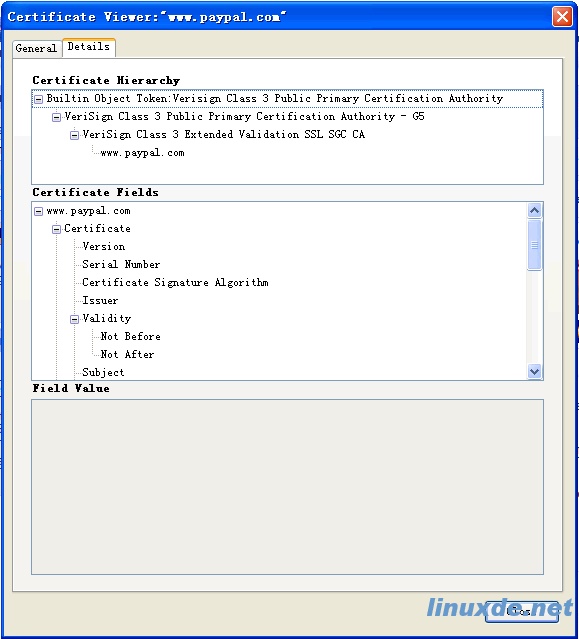 Certificate Viewer:"www.paypal.com"
General
Details
Certificate Hierarchy
Builtin Object Token:Verisign Class 3 Public Primary Certification Authority
VeriSign Class 3 Public Primary Certification Authority - G5
VeriSign Class 3 Extended Validation SSL SGC CA
www.paypal.com
Certificate Fields
www.paypal.com
Certificate
Version
Serial Number
Certificate Signature Algorithm
Issuer
Validity
Not Before
Not After
Subject
Field Value